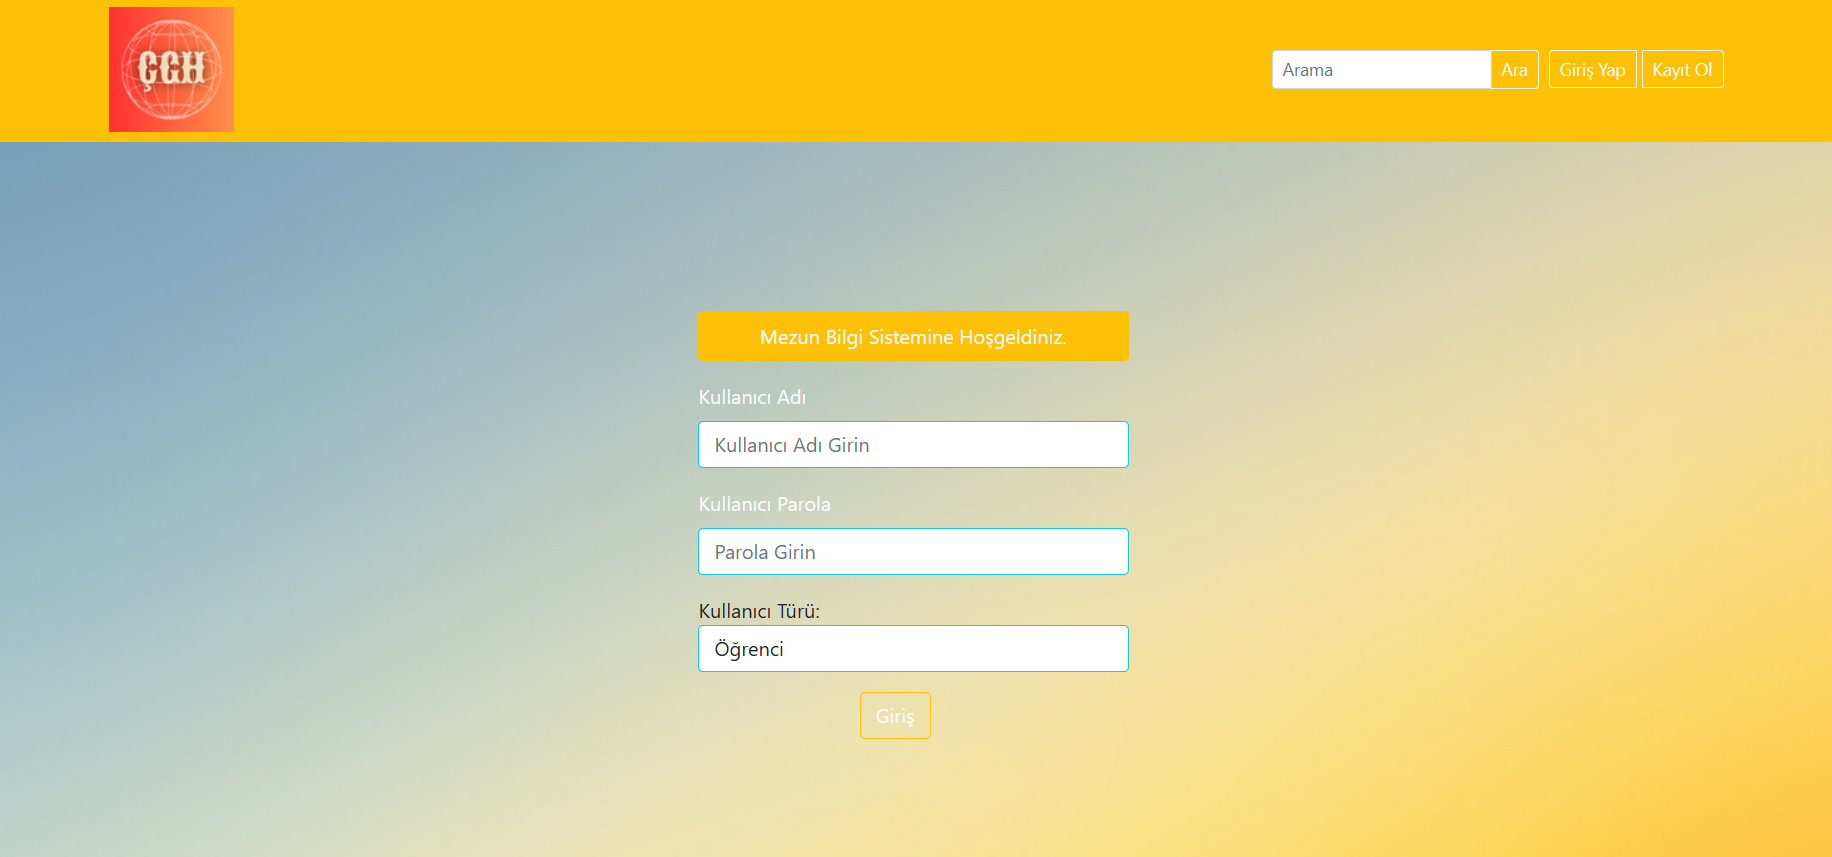 ÇGH
Arama
Ara
Giriş Yap
Kayıt Ol
Mezun Bilgi Sistemine Hoşgeldiniz.
Kullanıcı Adı
Kullanıcı Adı Girin
Kullanıcı Parola
Parola Girin
Kullanıcı Türü:
Öğrenci
Giriş